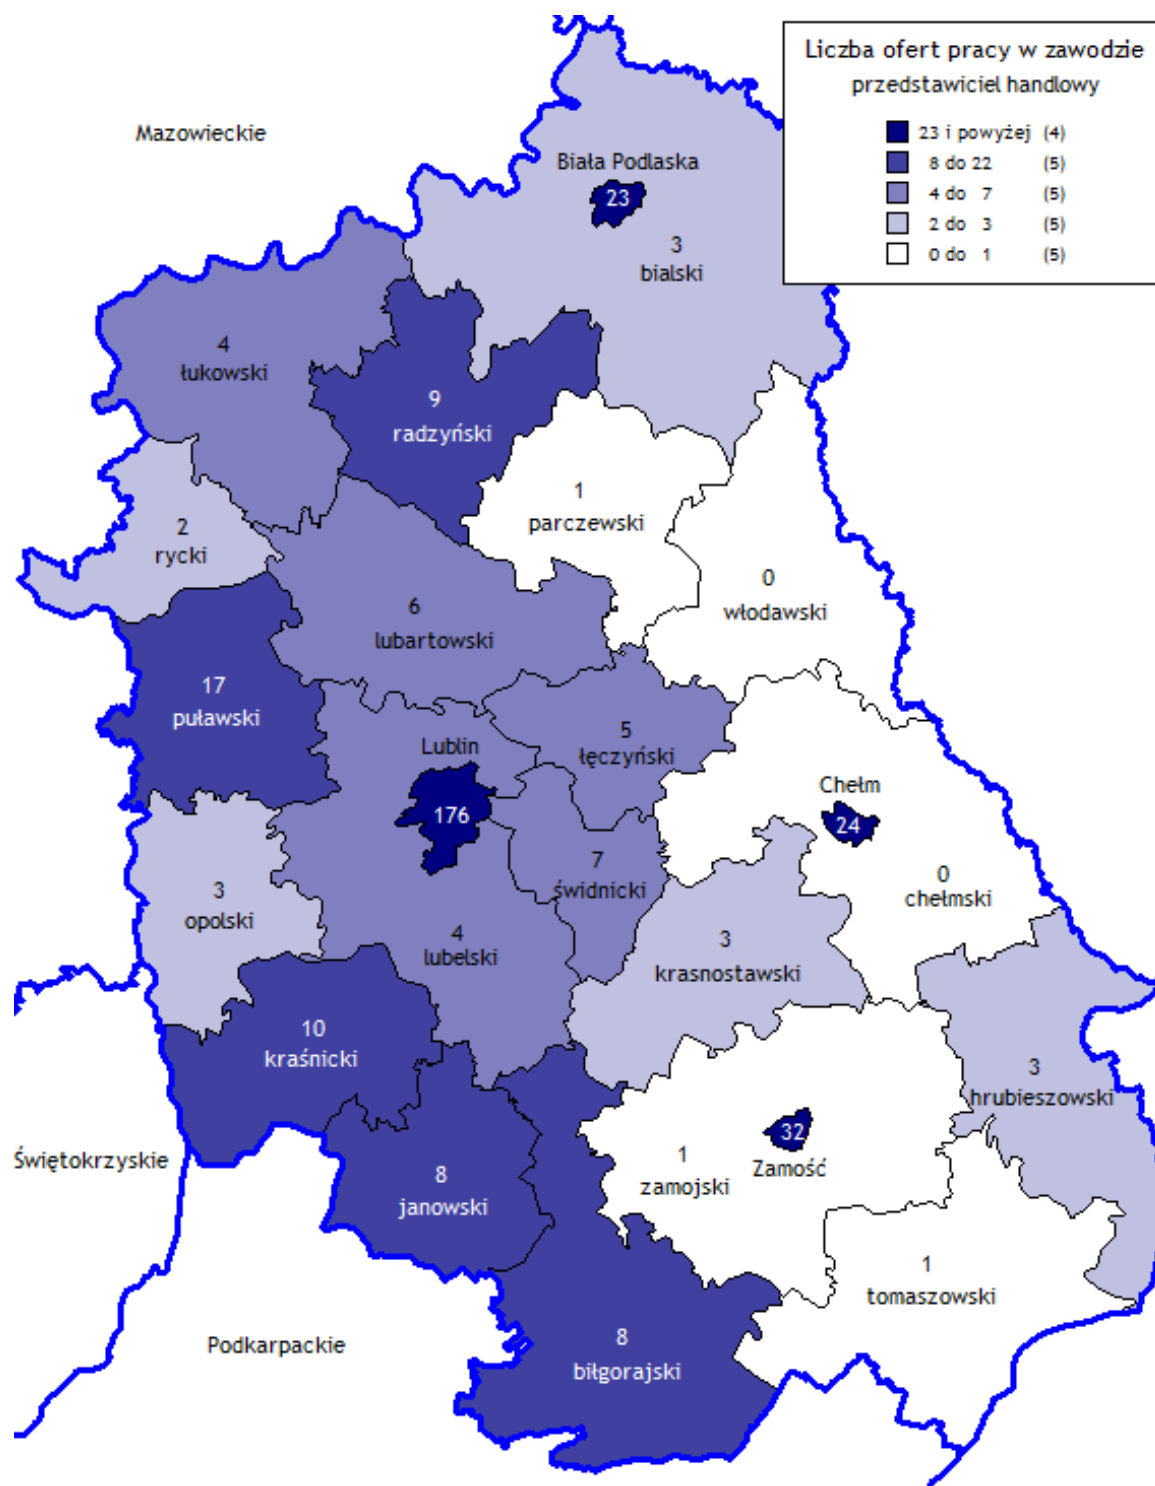 Liczba ofert pracy w zawodzie
przedstawiciel handlowy
23 i powyżej (4)
8 do 22 (5)
4 do 7 (5)
2 do 3 (5)
0 do 1 (5)
Mazowieckie
Biała Podlaska
23
3
bialski
4
łukowski
9
radzyński
1
parczewski
2
rycki
0
włodawski
6
lubartowski
17
puławski
5
łęczyński
Lublin
176
Chełm
24
7
świdnicki
0
chełmski
3
opolski
4
lubelski
3
krasnostawski
10
kraśnicki
3
hrubieszowski
32
Zamość
1
zamojski
Świętokrzyskie
8
janowski
1
tomaszowski
Podkarpackie
8
biłgorajski